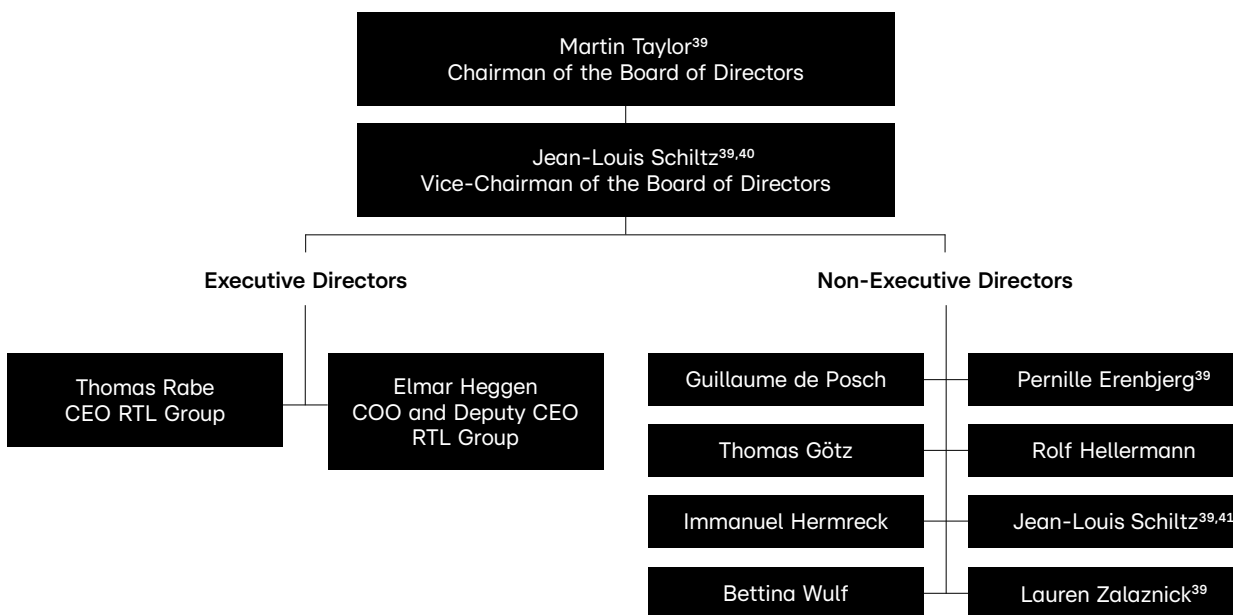 Martin Taylor³⁹
Chairman of the Board of Directors
Jean-Louis Schiltz³⁹,⁴⁰
Vice-Chairman of the Board of Directors
Executive Directors
Non-Executive Directors
Thomas Rabe
CEO RTL Group
Elmar Heggen
COO and Deputy CEO
RTL Group
Guillaume de Posch
Pernille Erenbjerg³⁹
Thomas Götz
Rolf Hellermann
Immanuel Hermreck
Jean-Louis Schiltz³⁹,⁴¹
Bettina Wulf
Lauren Zalaznick³⁹